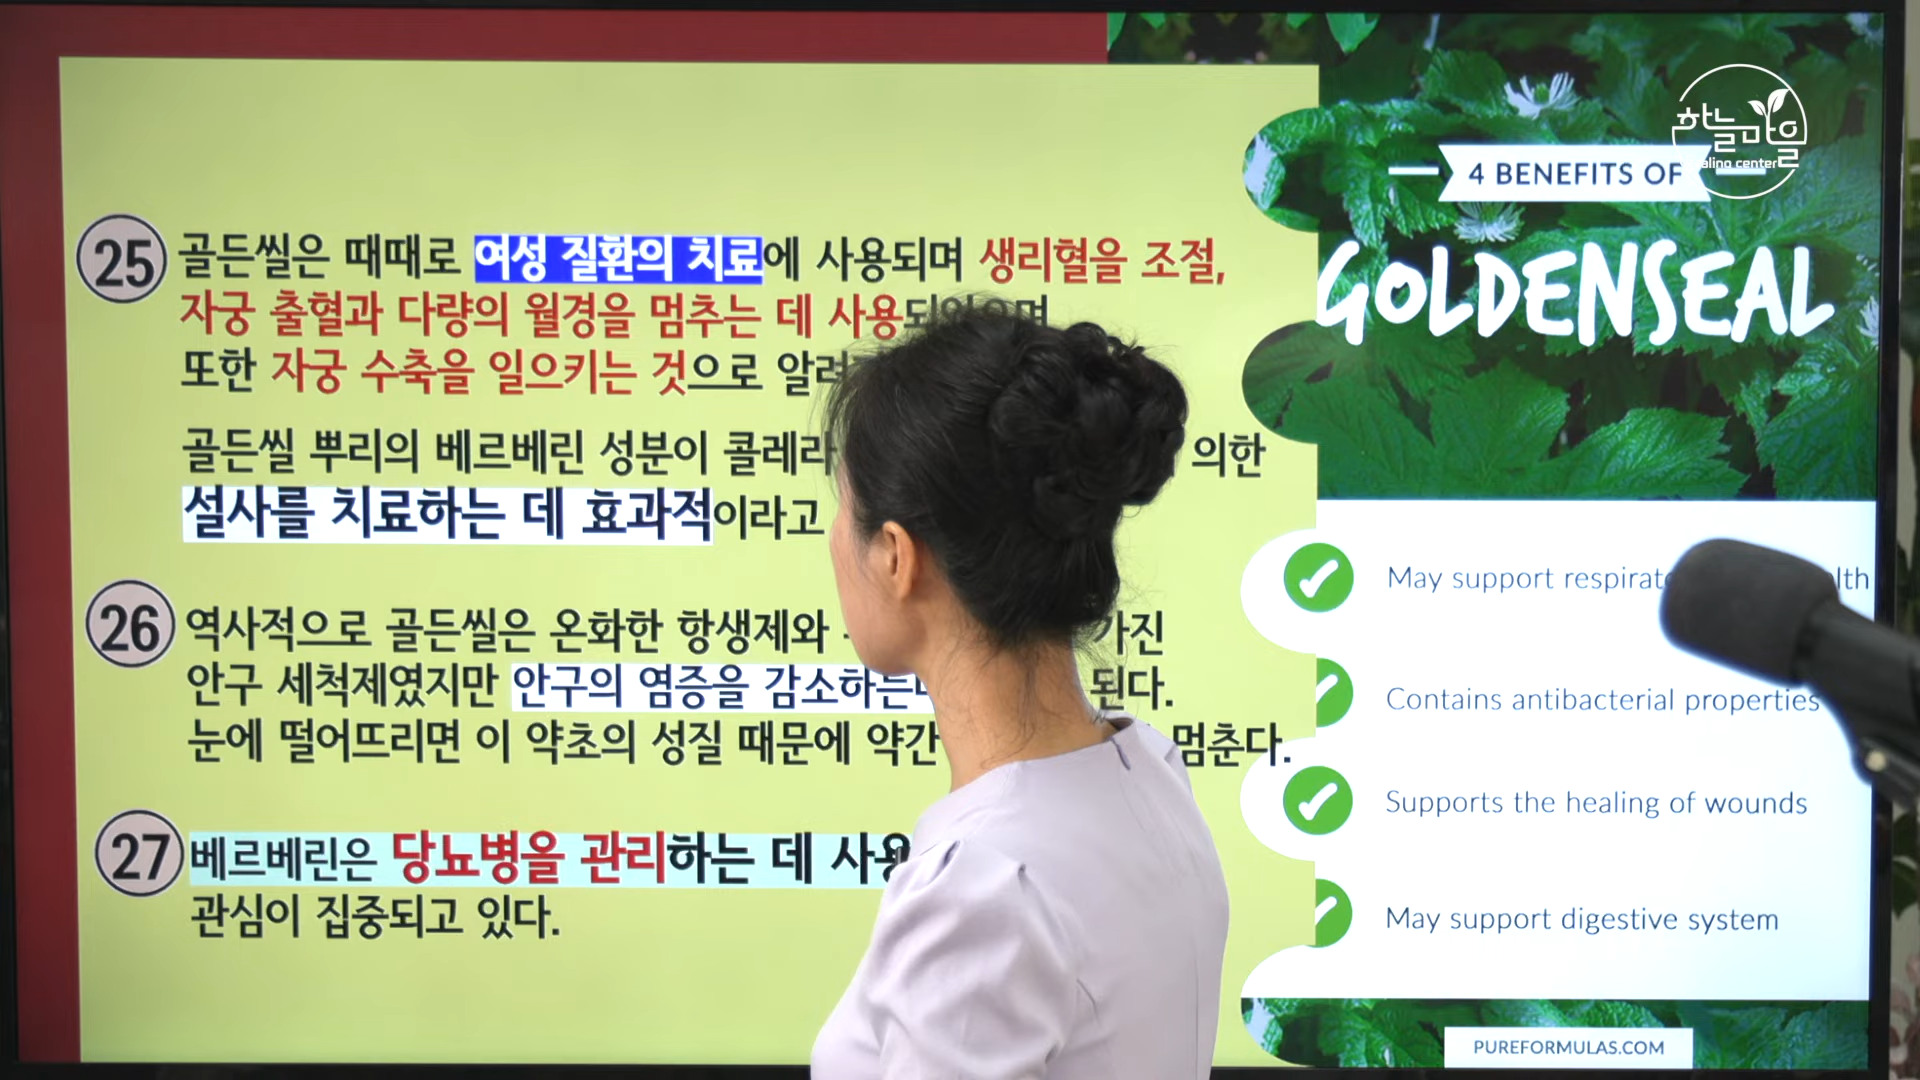 25 골든씰은 때때로 여성 질환의 치료에 사용되며 생리혈을 조절,
자궁 출혈과 다량의 월경을 멈추는 데 사용되었으며
또한 자궁 수축을 일으키는 것으로
골든씰 뿌리의 베르베린 성분이 콜레라 의한
설사를 치료하는 데 효과적이라고
26 역사적으로 골든씰은 온화한 항생제와 가진
안구 세척제였지만 안구의 염증을 감소하는데 된다.
눈에 떨어뜨리면 이 약초의 성질 때문에 약간 멈춘다.
27 베르베린은 당뇨병을 관리하는 데
관심이 집중되고 있다.
하늘마을
center
4 BENEFITS OF
GOLDENSEAL
May support
Contains antibacterial properties
Supports the healing of wounds
May support digestive system
PUREFORMULAS.COM